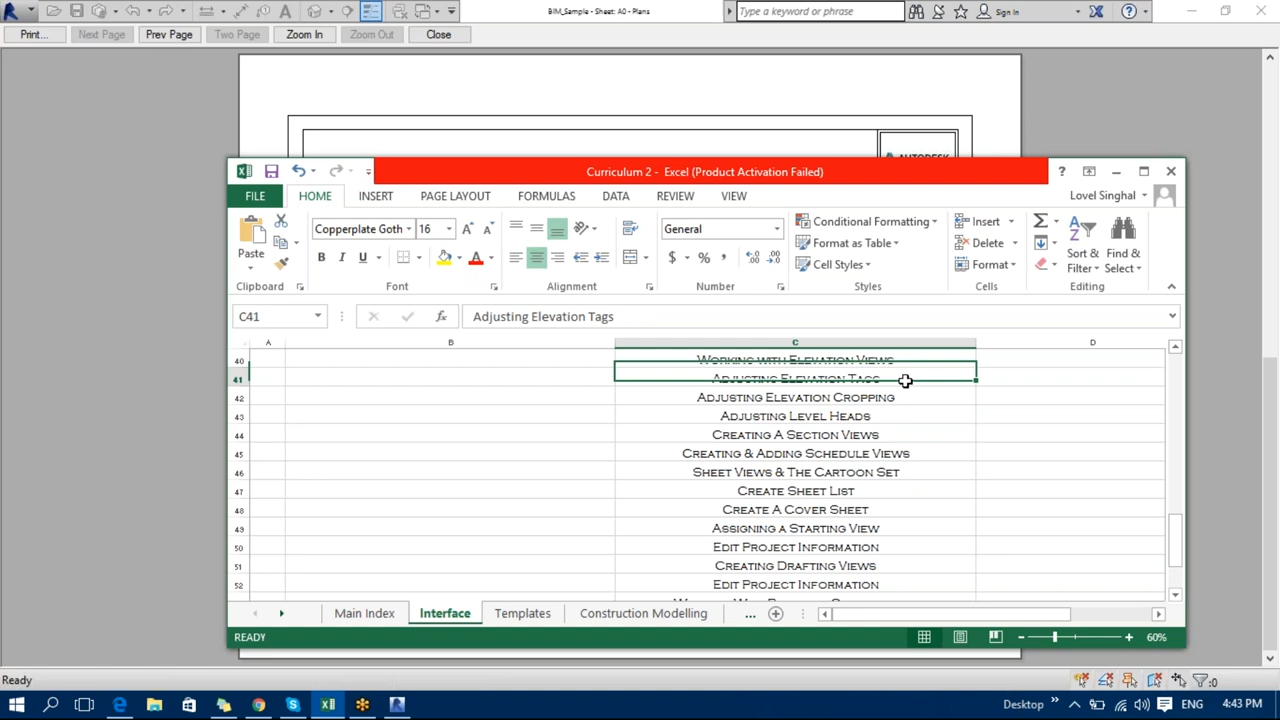 BIM_Sample - Sheet: A0 - Plans
Type a keyword or phrase
Sign In
Print...
Next Page
Prev Page
Two Page
Zoom In
Zoom Out
Close
AUTODESK
Curriculum 2 - Excel (Product Activation Failed)
FILE
HOME
INSERT
PAGE LAYOUT
FORMULAS
DATA
REVIEW
VIEW
Lovel Singhal
Paste
Copperplate Goth
16
General
Conditional Formatting
Format as Table
Cell Styles
Insert
Delete
Format
Sort & Filter
Find & Select
Clipboard
Font
Alignment
Number
Styles
Cells
Editing
C41
Adjusting Elevation Tags
A B C D
40 Working with Elevation Views
41 Adjusting Elevation Tags
42 Adjusting Elevation Cropping
43 Adjusting Level Heads
44 Creating A Section Views
45 Creating & Adding Schedule Views
46 Sheet Views & The Cartoon Set
47 Create Sheet List
48 Create A Cover Sheet
49 Assigning a Starting View
50 Edit Project Information
51 Creating Drafting Views
52 Edit Project Information
Main Index
Interface
Templates
Construction Modelling
...
READY
60%
Ready
:0
Desktop
ENG
4:43 PM